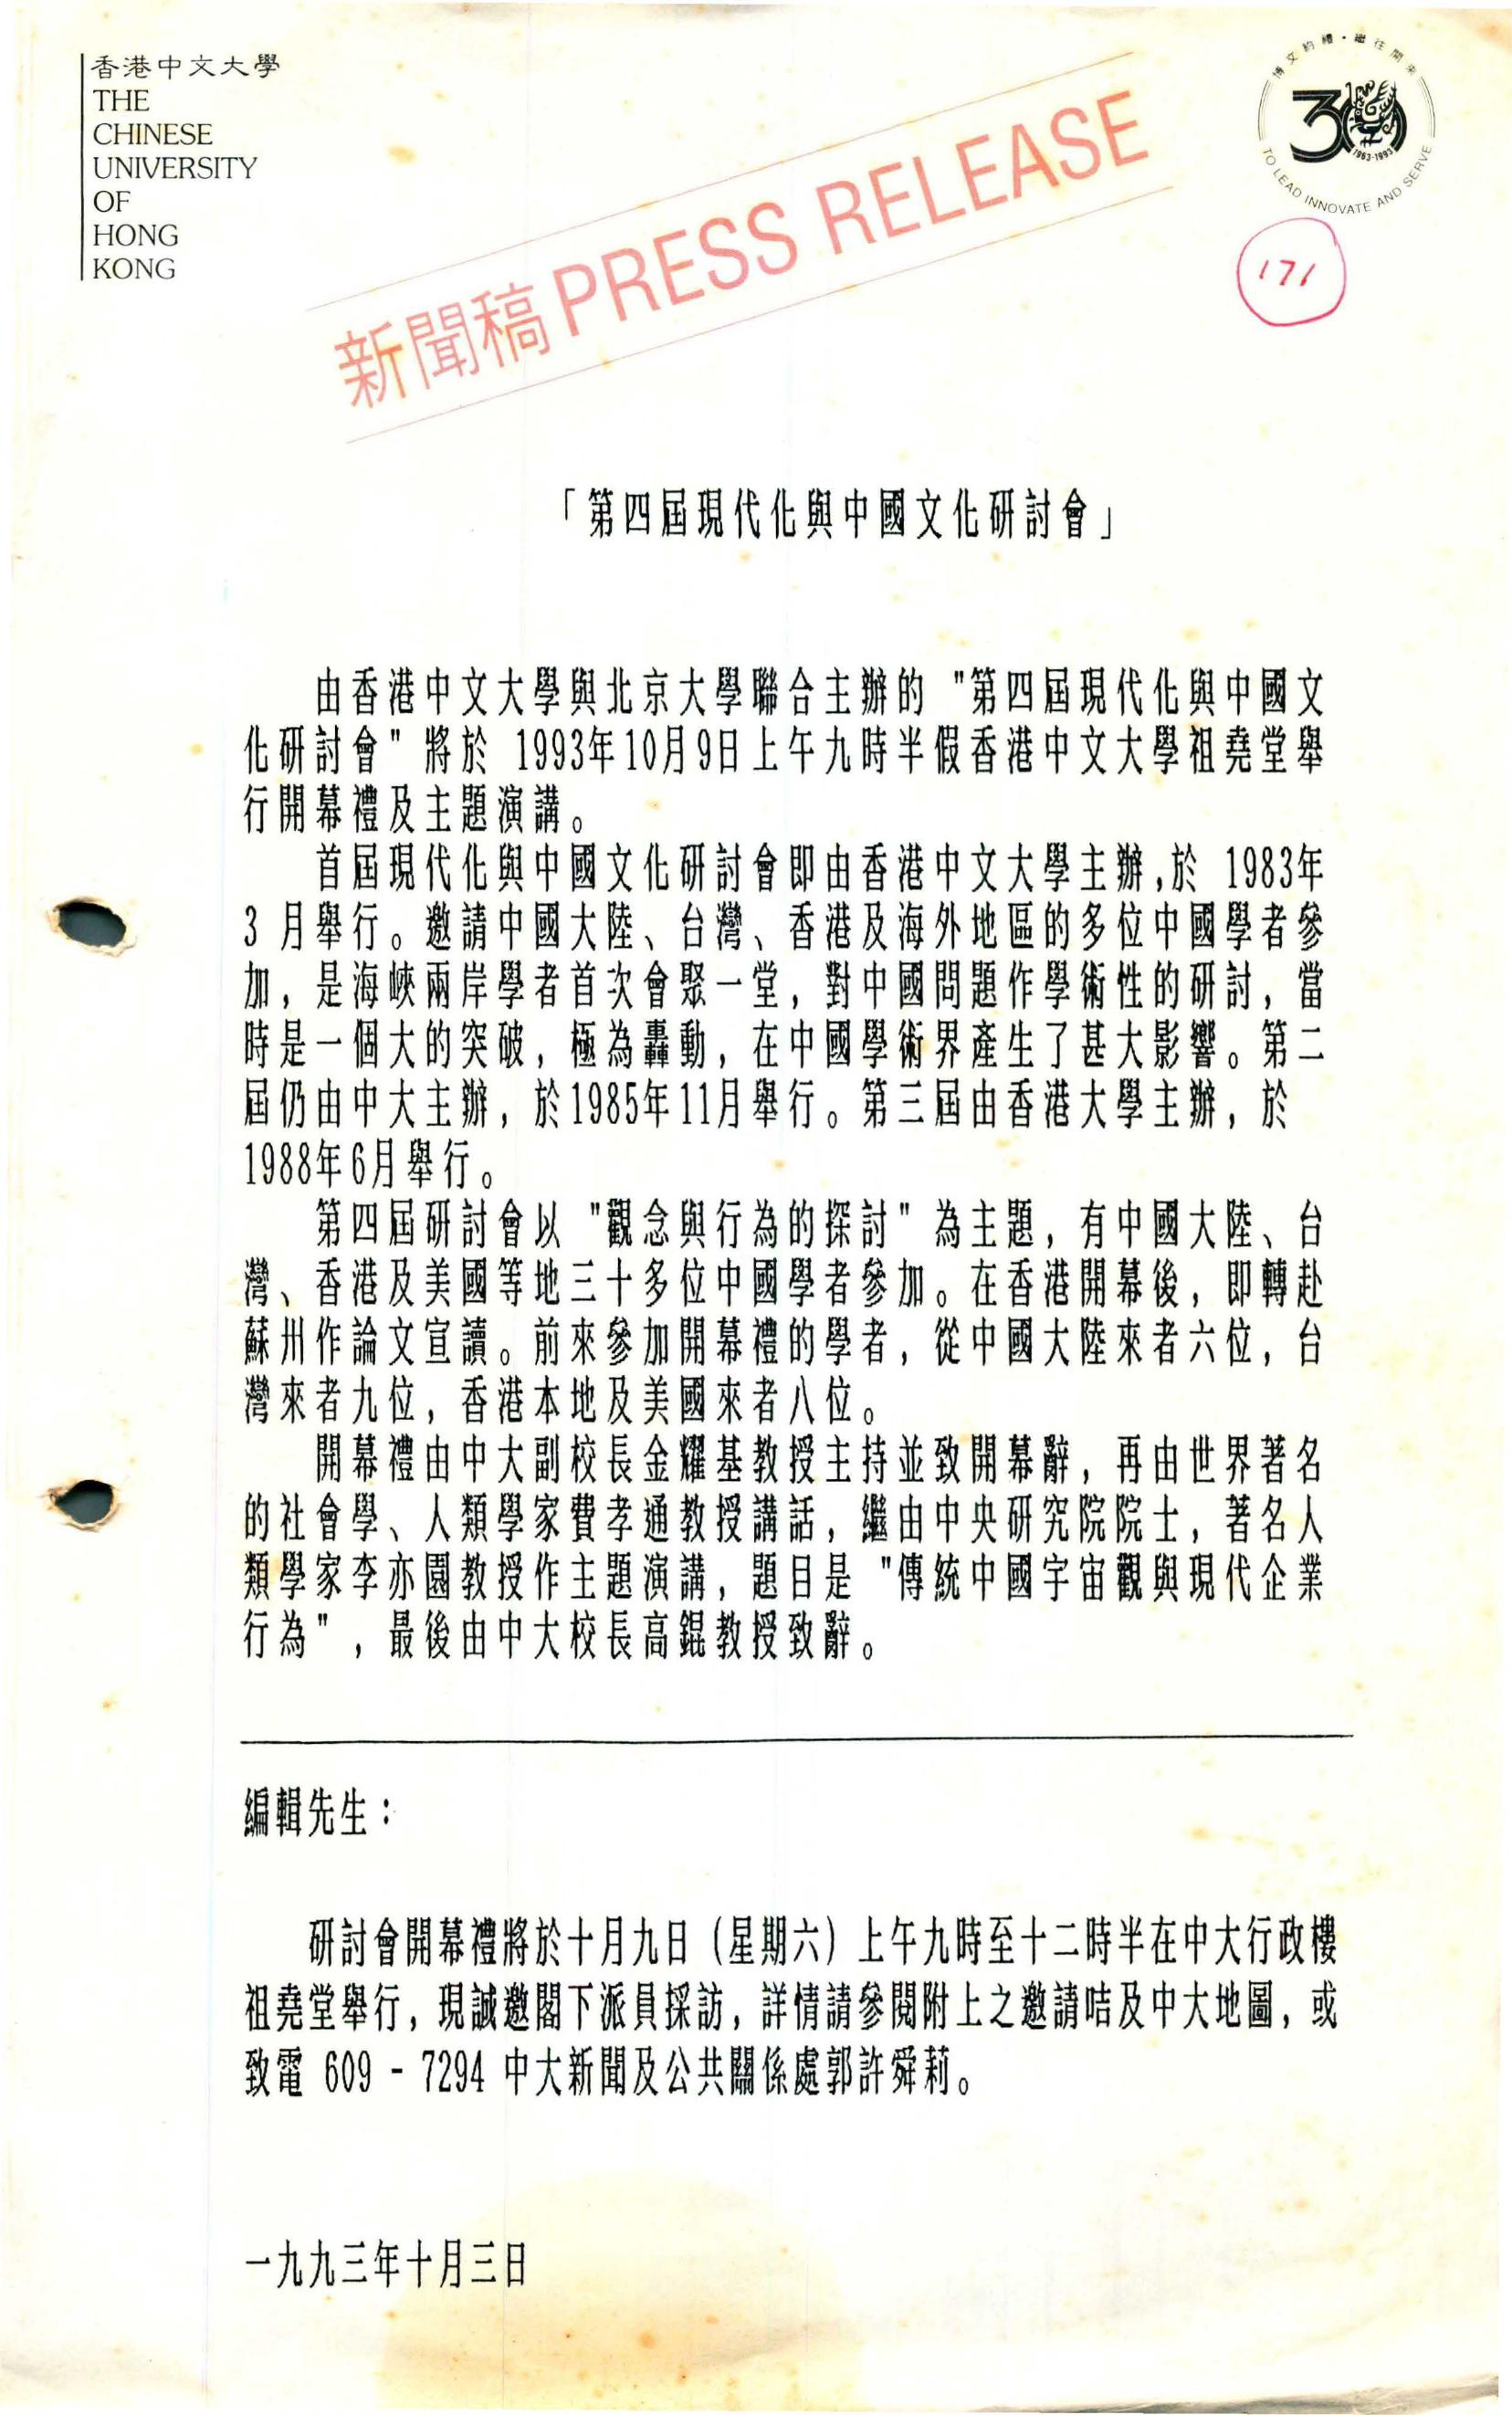 香港中文大學
THE
CHINESE
UNIVERSITY
OF
HONG
KONG
博文約禮・繼往開來
30
1963-1993
TO LEAD INNOVATE AND SERVE
171
新聞稿 PRESS RELEASE
「第四屆現代化與中國文化研討會」
由香港中文大學與北京大學聯合主辦的 "第四屆現代化與中國文
化研討會" 將於 1993年10月9日上午九時半假香港中文大學祖堯堂舉
行開幕禮及主題演講。
首屆現代化與中國文化研討會即由香港中文大學主辦,於 1983年
3 月舉行。邀請中國大陸、台灣、香港及海外地區的多位中國學者參
加，是海峽兩岸學者首次會聚一堂，對中國問題作學術性的研討，當
時是一個大的突破，極為轟動，在中國學術界產生了甚大影響。第二
屆仍由中大主辦，於1985年11月舉行。第三屆由香港大學主辦，於
1988年6月舉行。
第四屆研討會以 "觀念與行為的探討" 為主題，有中國大陸、台
灣、香港及美國等地三十多位中國學者參加。在香港開幕後，即轉赴
蘇州作論文宣讀。前來參加開幕禮的學者，從中國大陸來者六位，台
灣來者九位，香港本地及美國來者八位。
開幕禮由中大副校長金耀基教授主持並致開幕辭，再由世界著名
的社會學、人類學家費孝通教授講話，繼由中央研究院院士，著名人
類學家李亦園教授作主題演講，題目是 "傳統中國宇宙觀與現代企業
行為"，最後由中大校長高錕教授致辭。
編輯先生：
研討會開幕禮將於十月九日（星期六）上午九時至十二時半在中大行政樓
祖堯堂舉行，現誠邀閣下派員採訪，詳情請參閱附上之邀請咭及中大地圖，或
致電 609 - 7294 中大新聞及公共關係處郭許舜莉。
一九九三年十月三日